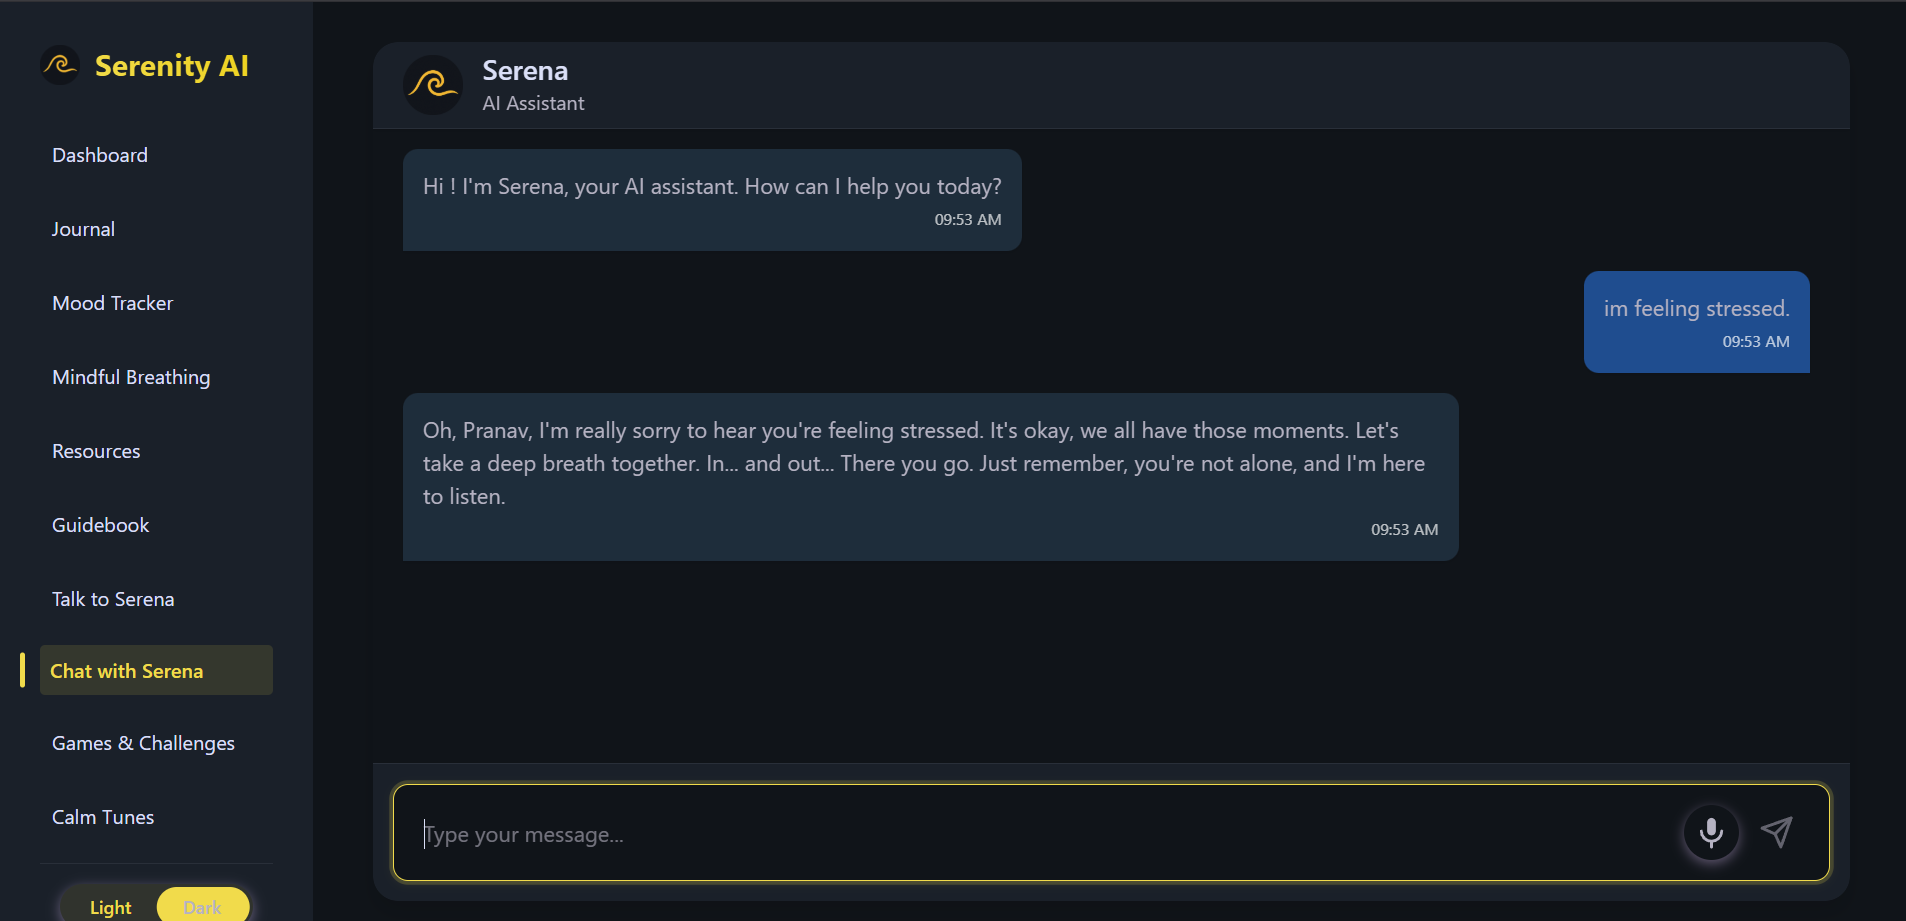 Serenity AI
Dashboard
Journal
Mood Tracker
Mindful Breathing
Resources
Guidebook
Talk to Serena
Chat with Serena
Games & Challenges
Calm Tunes
Light
Dark
Serena
AI Assistant
Hi ! I'm Serena, your AI assistant. How can I help you today?
09:53 AM
im feeling stressed.
09:53 AM
Oh, Pranav, I'm really sorry to hear you're feeling stressed. It's okay, we all have those moments. Let's
take a deep breath together. In... and out... There you go. Just remember, you're not alone, and I'm here
to listen.
09:53 AM
Type your message...